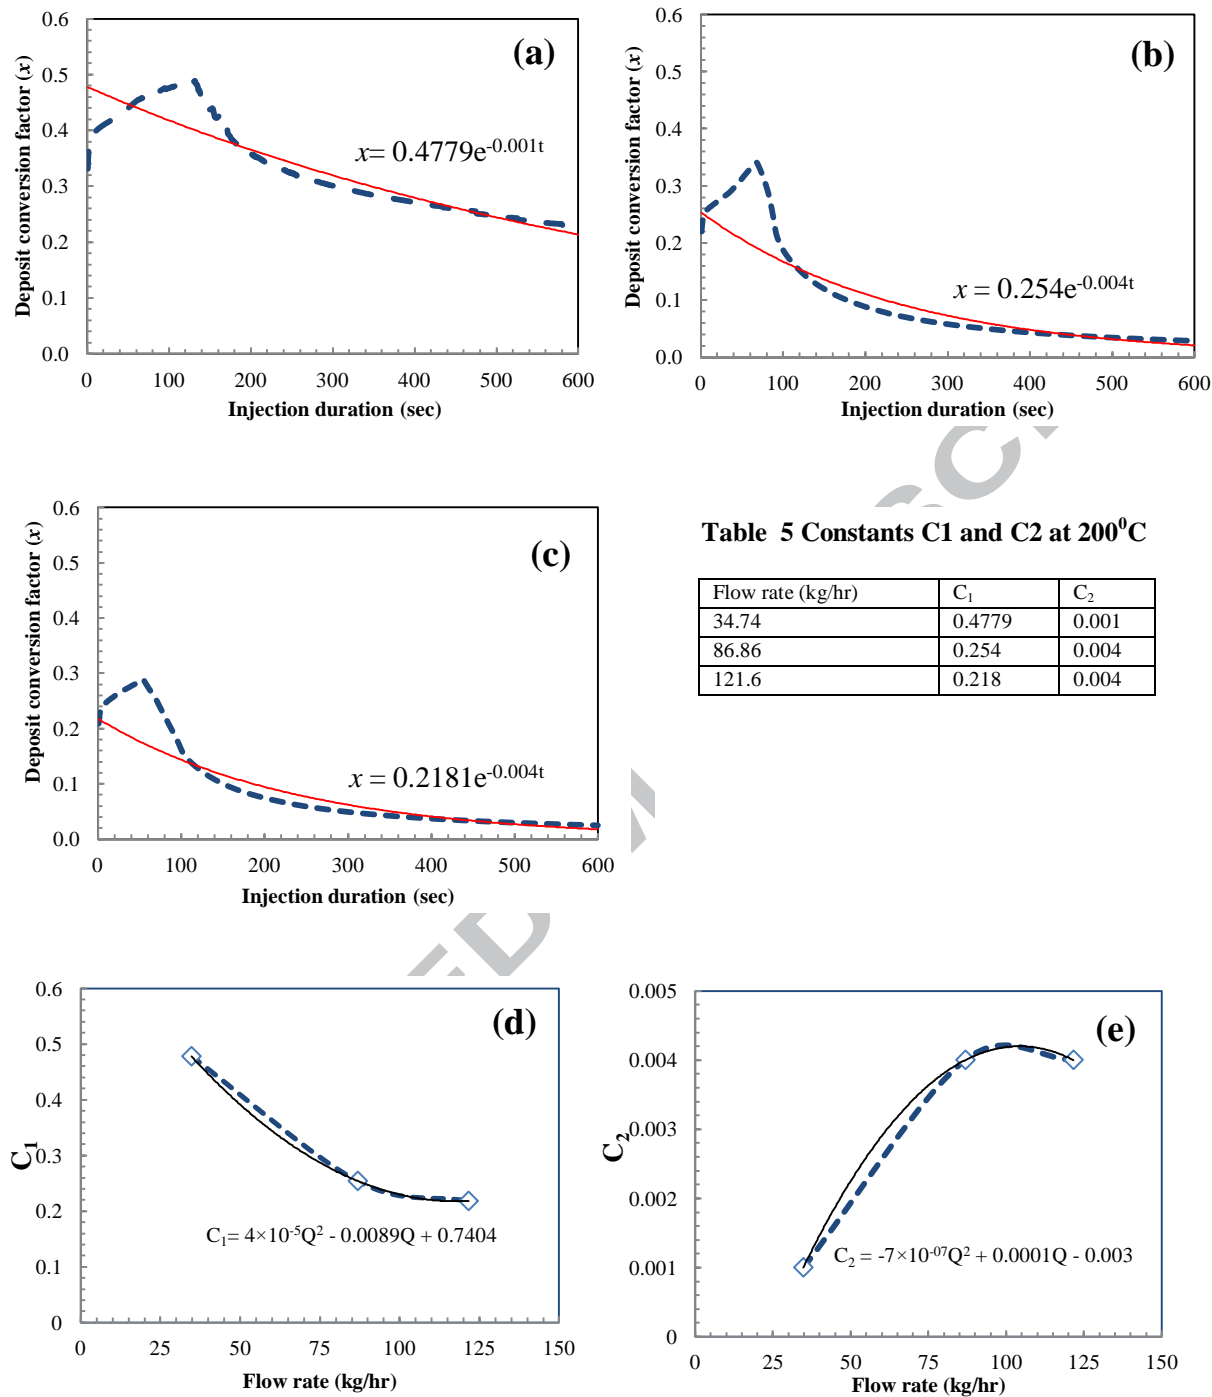 (a)
Deposit conversion factor (x)
0.6
0.5
0.4
0.3
0.2
0.1
0.0
x= 0.4779e-0.001t
0 100 200 300 400 500 600
Injection duration (sec)
(b)
Deposit conversion factor (x)
0.6
0.5
0.4
0.3
0.2
0.1
0.0
x = 0.254e-0.004t
0 100 200 300 400 500 600
Injection duration (sec)
(c)
Deposit conversion factor (x)
0.6
0.5
0.4
0.3
0.2
0.1
0.0
x = 0.2181e-0.004t
0 100 200 300 400 500 600
Injection duration (sec)
Table 5 Constants C1 and C2 at 200⁰C
Flow rate (kg/hr) C₁ C₂
34.74 0.4779 0.001
86.86 0.254 0.004
121.6 0.218 0.004
(d)
C₁
0.6
0.5
0.4
0.3
0.2
0.1
0
C₁= 4×10⁻⁵Q² - 0.0089Q + 0.7404
0 25 50 75 100 125 150
Flow rate (kg/hr)
(e)
C₂
0.005
0.004
0.003
0.002
0.001
0
C₂ = -7×10⁻⁰⁷Q² + 0.0001Q - 0.003
0 25 50 75 100 125 150
Flow rate (kg/hr)